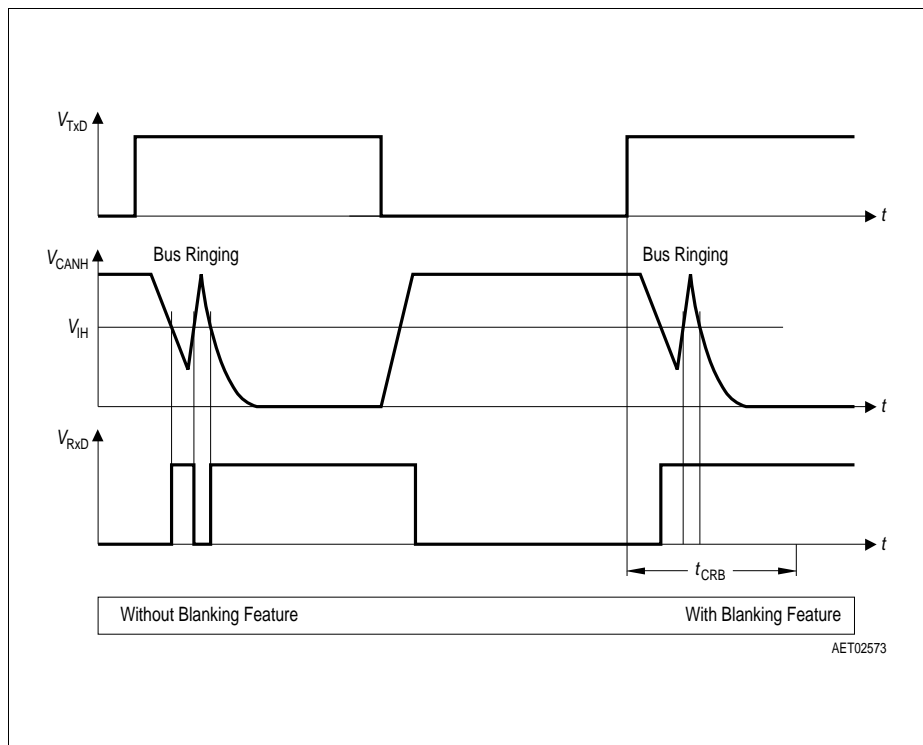 VTxD
t
VCANH
Bus Ringing
Bus Ringing
VIH
t
VRxD
t
tCRB
Without Blanking Feature
With Blanking Feature
AET02573